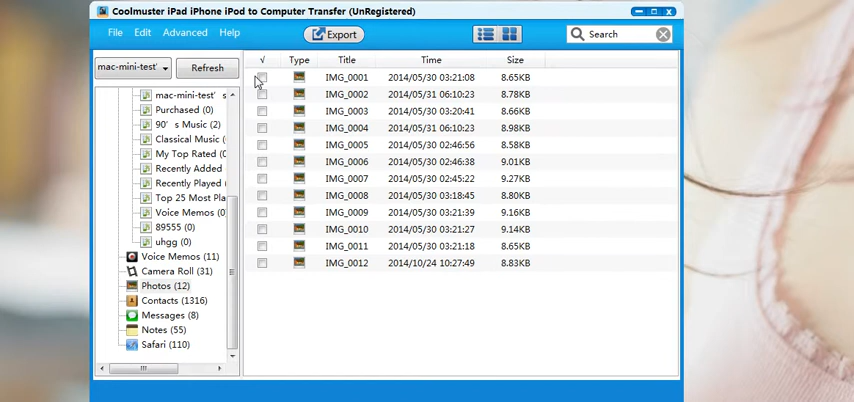 Coolmuster iPad iPhone iPod to Computer Transfer (UnRegistered)
File Edit Advanced Help
Export
Search
mac-mini-test'
Refresh
mac-mini-test' s
Purchased (0)
90' s Music (2)
Classical Music (
My Top Rated (
Recently Added
Recently Played (
Top 25 Most Pla
Voice Memos (0
89555 (0)
uhgg (0)
Voice Memos (11)
Camera Roll (31)
Photos (12)
Contacts (1316)
Messages (8)
Notes (55)
Safari (110)
√ Type Title Time Size
IMG_0001 2014/05/30 03:21:08 8.65KB
IMG_0002 2014/05/31 06:10:23 8.78KB
IMG_0003 2014/05/30 03:20:41 8.66KB
IMG_0004 2014/05/31 06:10:23 8.98KB
IMG_0005 2014/05/30 02:46:56 8.58KB
IMG_0006 2014/05/30 02:46:38 9.01KB
IMG_0007 2014/05/30 02:45:22 9.27KB
IMG_0008 2014/05/30 03:18:45 8.80KB
IMG_0009 2014/05/30 03:21:39 9.16KB
IMG_0010 2014/05/30 03:21:27 9.14KB
IMG_0011 2014/05/30 03:21:18 8.65KB
IMG_0012 2014/10/24 10:27:49 8.83KB